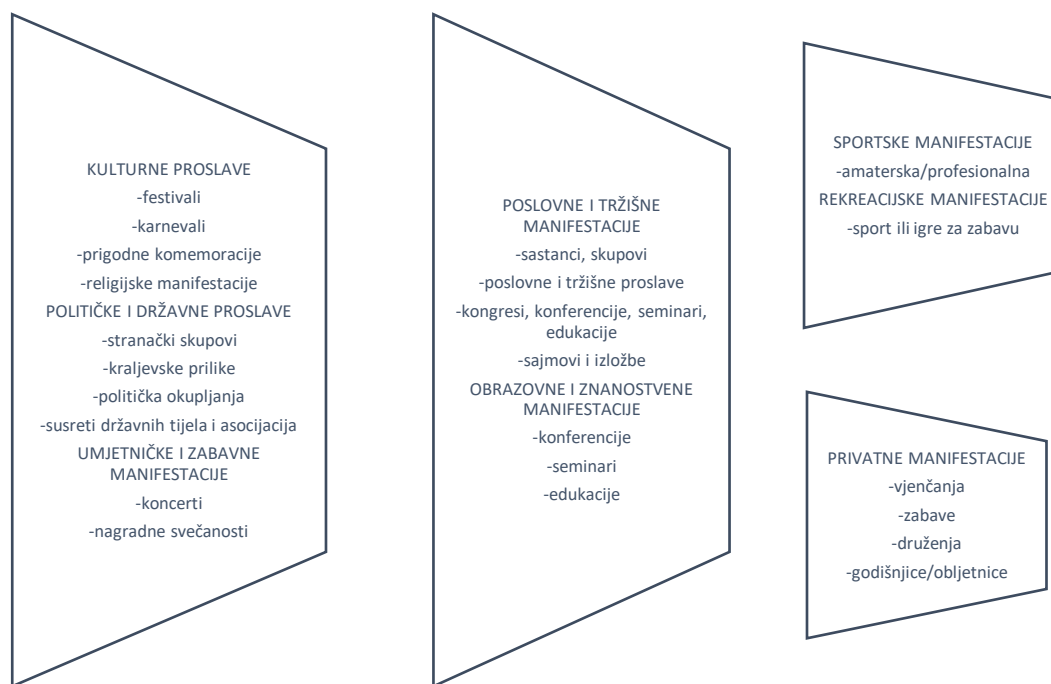 KULTURNE PROSLAVE
-festivali
-karnevali
-prigodne komemoracije
-religijske manifestacije
POLITIČKE I DRŽAVNE PROSLAVE
-stranački skupovi
-kraljevske prilike
-politička okupljanja
-susreti državnih tijela i asocijacija
UMJETNIČKE I ZABAVNE
MANIFESTACIJE
-koncerti
-nagradne svečanosti
POSLOVNE I TRŽIŠNE
MANIFESTACIJE
-sastanci, skupovi
-poslovne i tržišne proslave
-kongresi, konferencije, seminari,
edukacije
-sajmovi i izložbe
OBRAZOVNE I ZNANOSTVENE
MANIFESTACIJE
-konferencije
-seminari
-edukacije
SPORTSKE MANIFESTACIJE
-amaterska/profesionalna
REKREACIJSKE MANIFESTACIJE
-sport ili igre za zabavu
PRIVATNE MANIFESTACIJE
-vjenčanja
-zabave
-druženja
-godišnjice/obljetnice